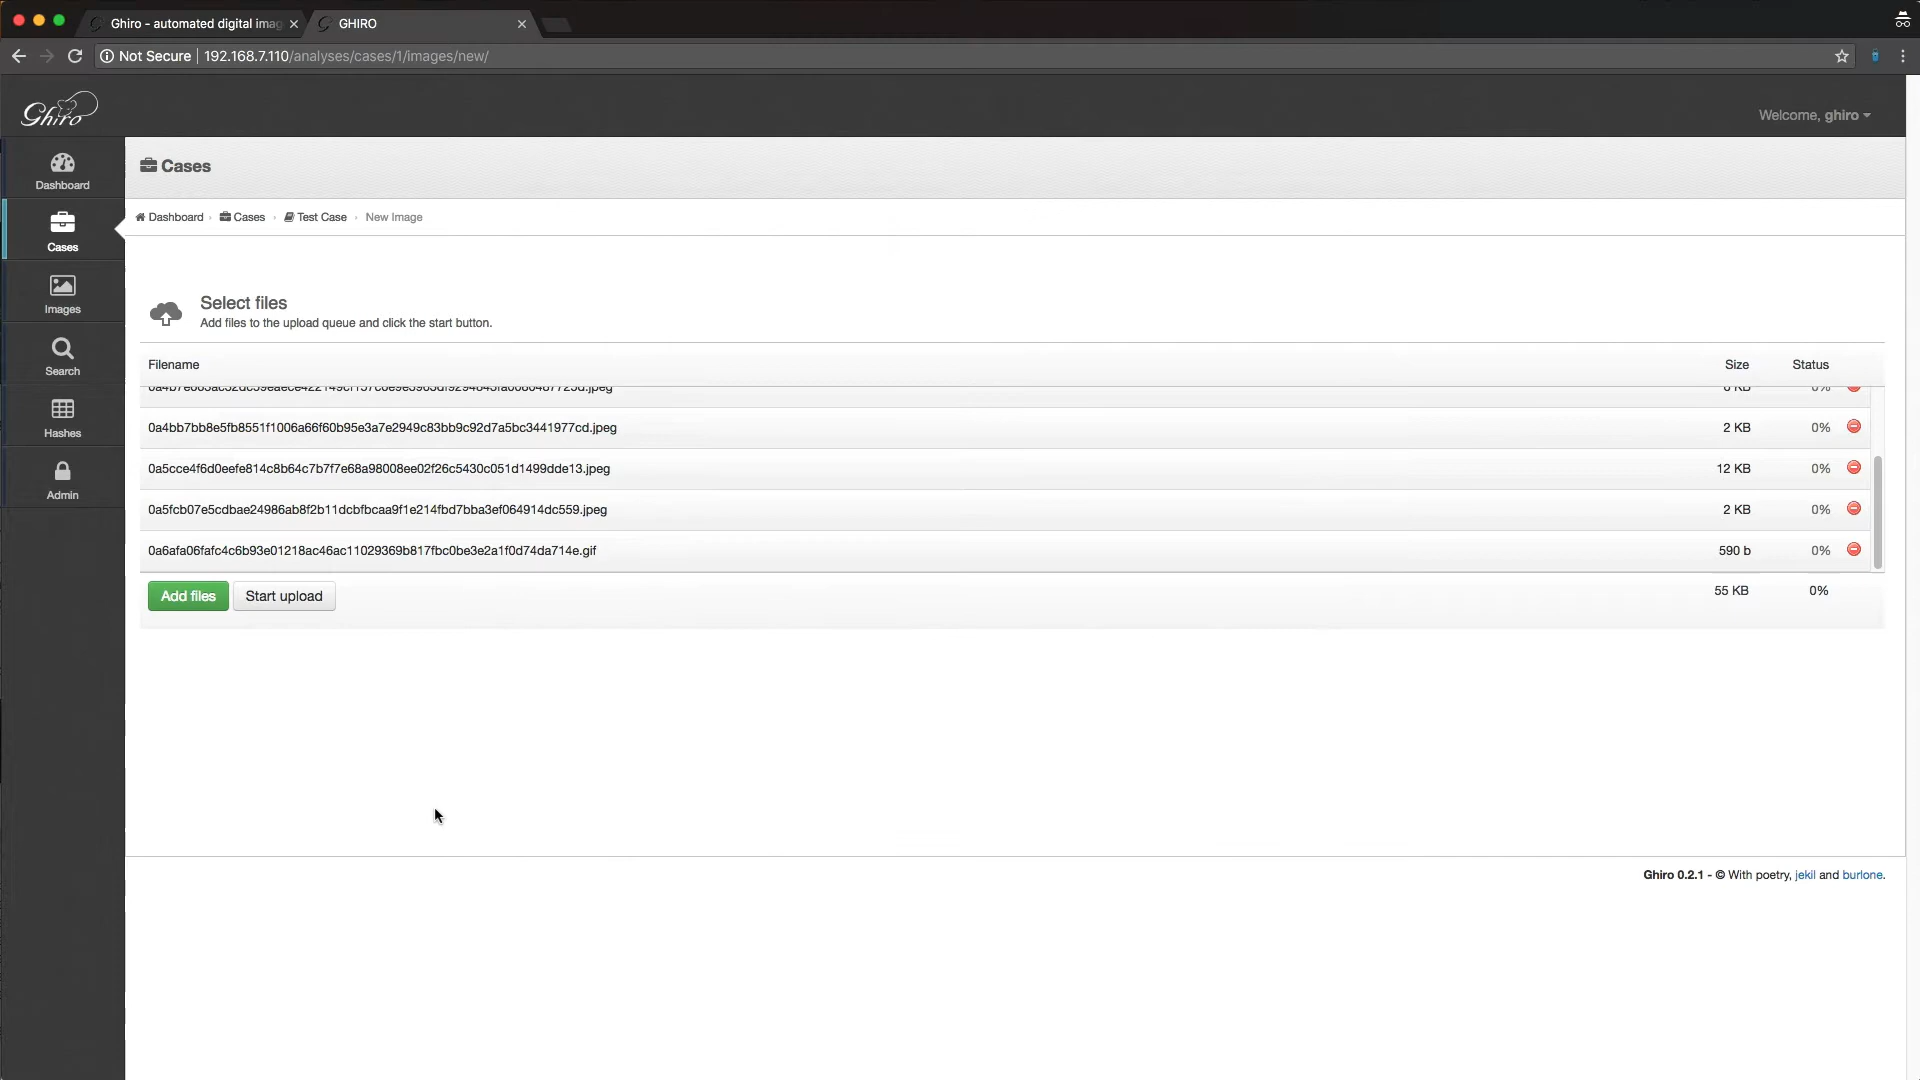 Ghiro - automated digital imag
GHIRO
Not Secure | 192.168.7.110/analyses/cases/1/images/new/
Ghiro
Welcome, ghiro
Dashboard
Cases
Images
Search
Hashes
Admin
Cases
Dashboard › Cases › Test Case › New Image
Select files
Add files to the upload queue and click the start button.
Filename Size Status
0a4bb7bb8e5fb8551f1006a66f60b95e3a7e2949c83bb9c92d7a5bc3441977cd.jpeg 2 KB 0%
0a5cce4f6d0eefe814c8b64c7b7f7e68a98008ee02f26c5430c051d1499dde13.jpeg 12 KB 0%
0a5fcb07e5cdbae24986ab8f2b11dcbfbcaa9f1e214fbd7bba3ef064914dc559.jpeg 2 KB 0%
0a6afa06fafc4c6b93e01218ac46ac11029369b817fbc0be3e2a1f0d74da714e.gif 590 b 0%
Add files Start upload 55 KB 0%
Ghiro 0.2.1 - © With poetry, jekil and burlone.